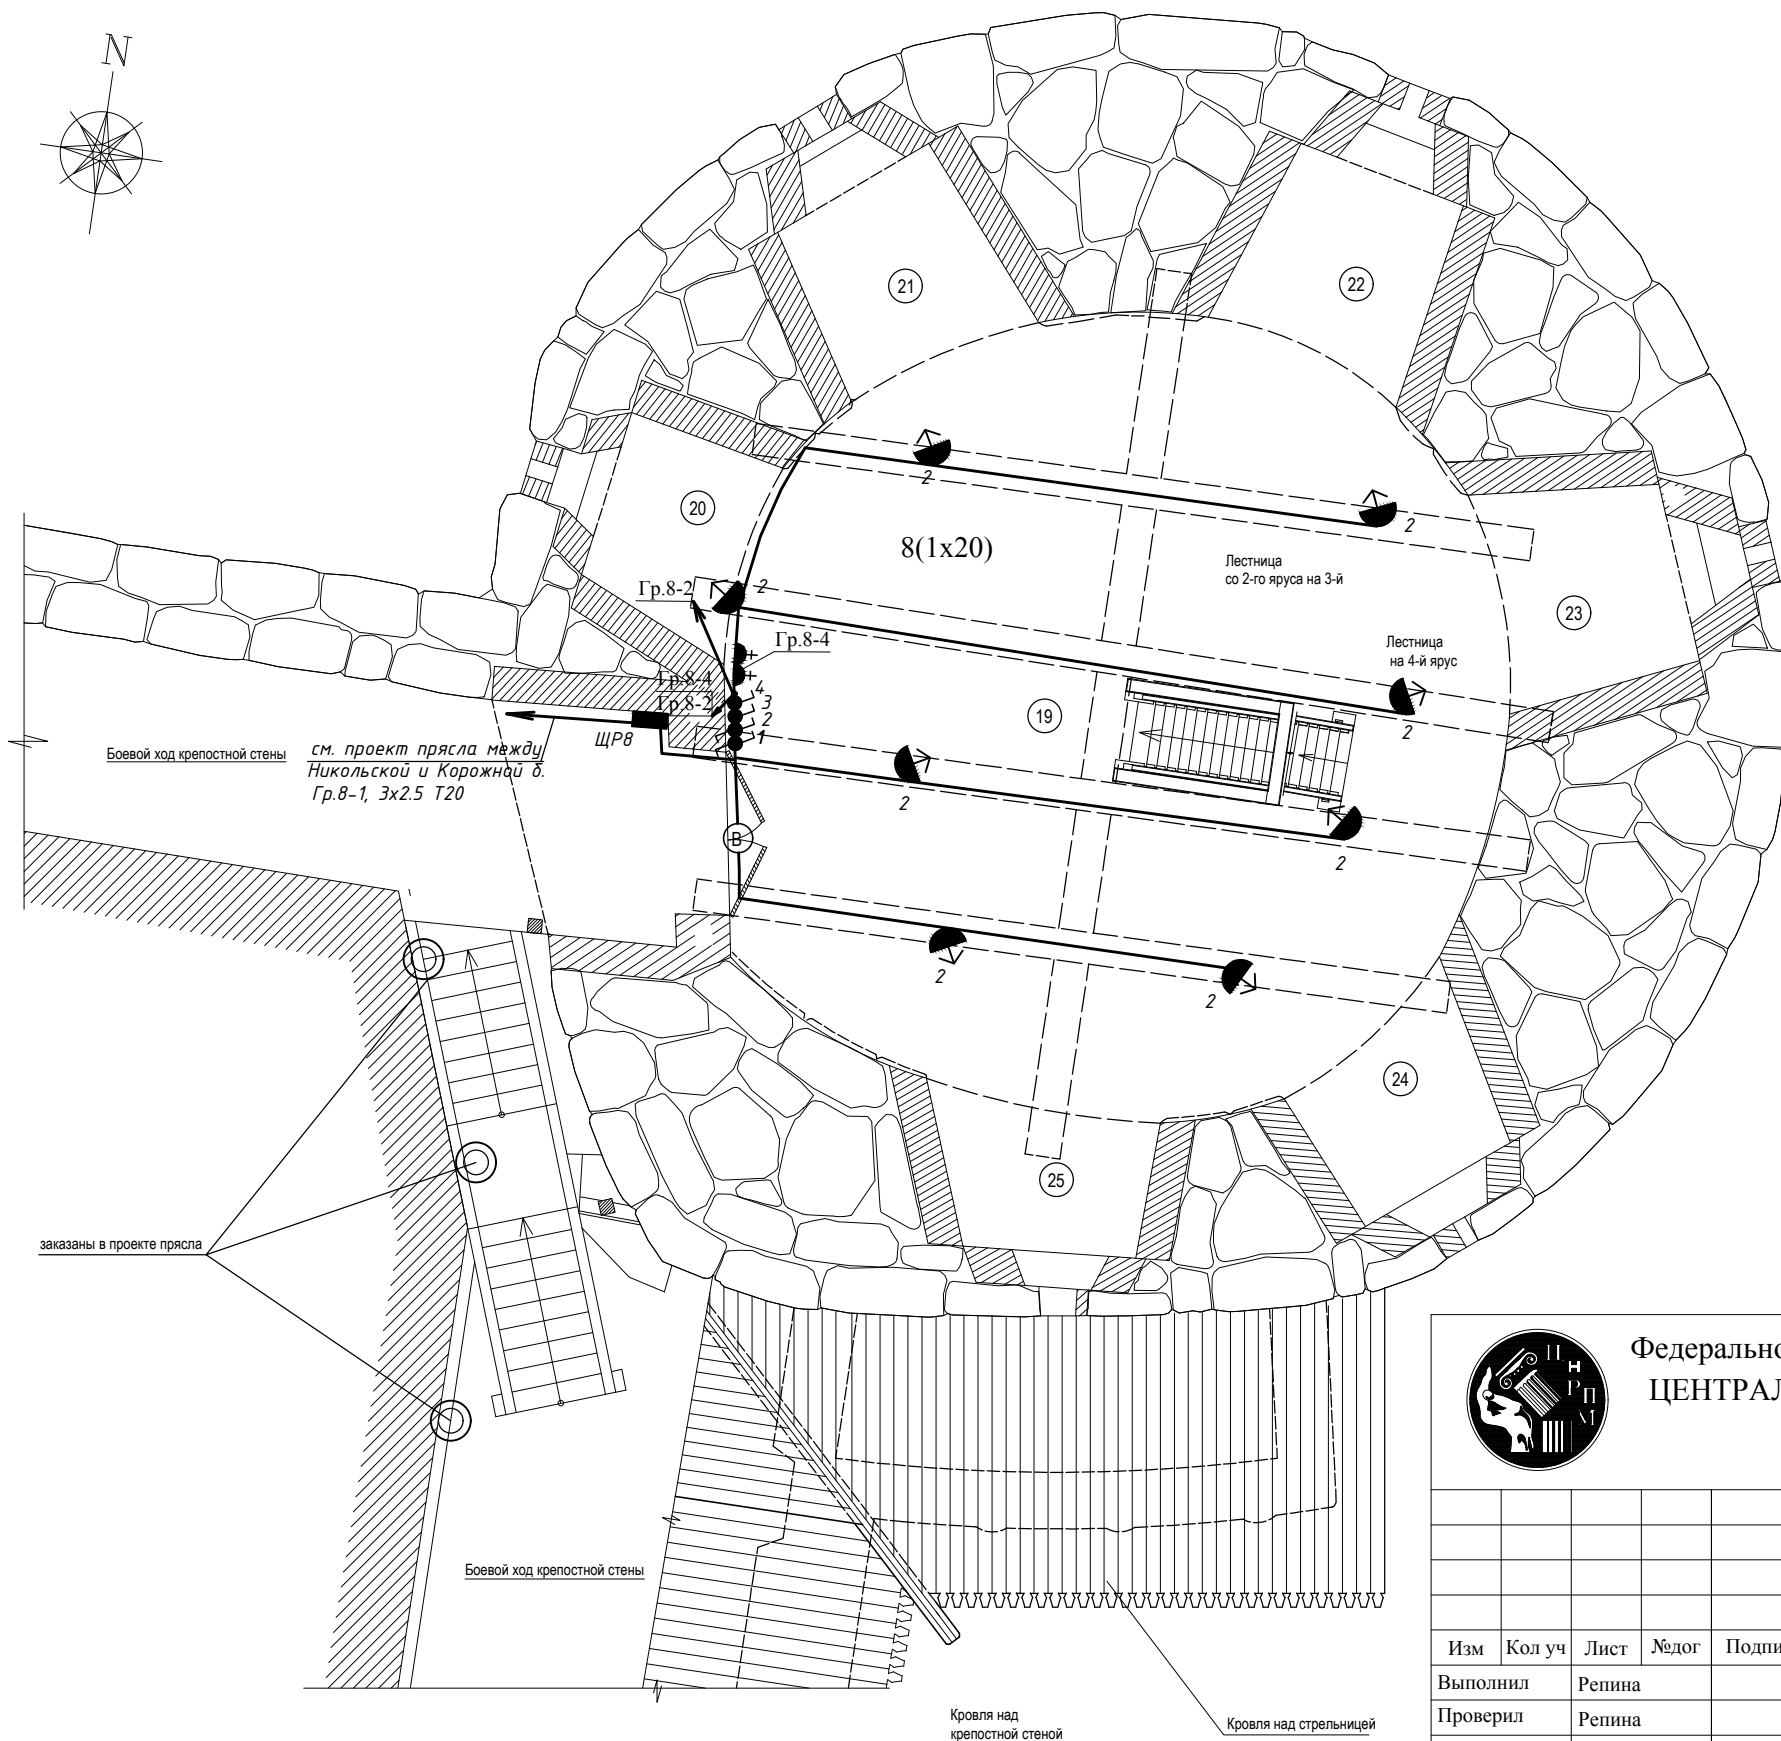 N
21
22
2
20
8(1х20)
2
Лестница
со 2-го яруса на 3-й
Гр.8-2
2
23
Гр.8-4
Лестница
на 4-й ярус
Гр.8-4
4
Гр.8-2
3
19
2
2
1
ЩР8
Боевой ход крепостной стены
см. проект прясла между
Никольской и Корожной б.
Гр.8-1, 3х2.5 Т20
2
В
2
2
2
24
25
заказаны в проекте прясла
Федерально
ЦЕНТРАЛ
Ц
Н
Р
П
М
Боевой ход крепостной стены
Изм Кол уч Лист №дог Подпи
Выполнил Репина
Проверил Репина
Кровля над
крепостной стеной
Кровля над стрельницей